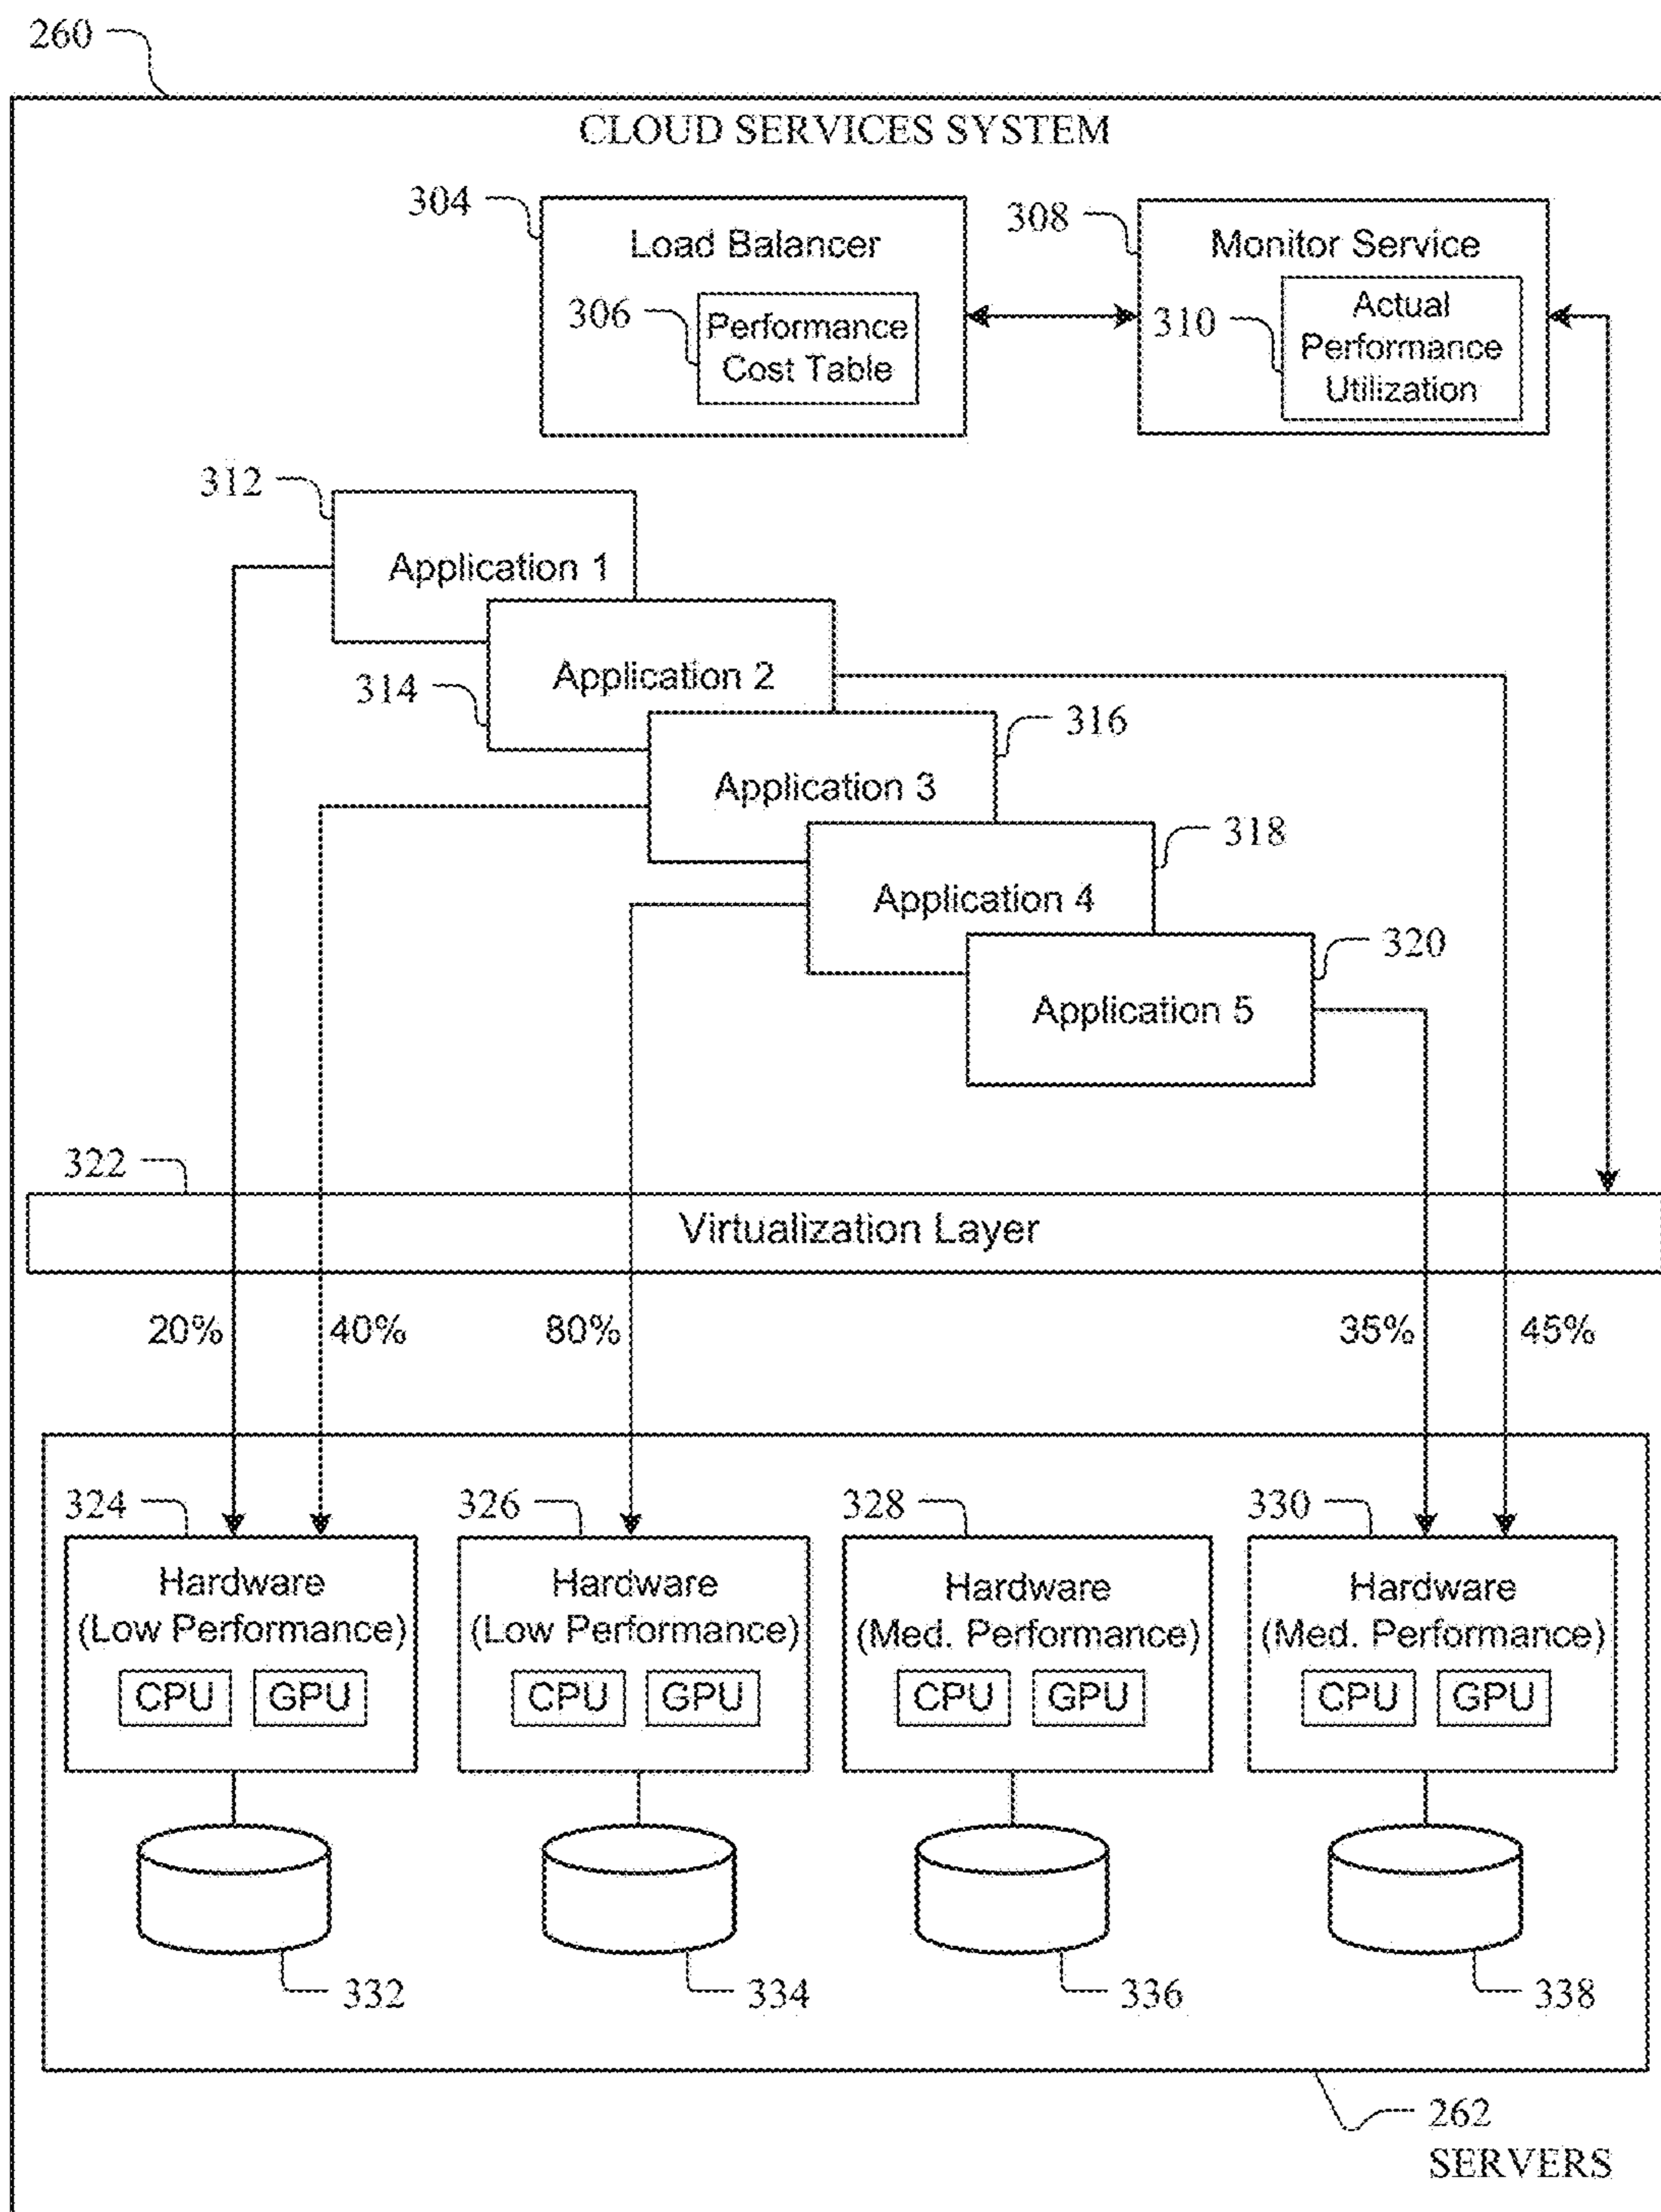 260
CLOUD SERVICES SYSTEM
304
Load Balancer
306
Performance
Cost Table
308
Monitor Service
310
Actual
Performance
Utilization
312
Application 1
314
Application 2
316
Application 3
318
Application 4
320
Application 5
322
Virtualization Layer
20%
40%
80%
35%
45%
324
Hardware
(Low Performance)
CPU
GPU
326
Hardware
(Low Performance)
CPU
GPU
328
Hardware
(Med. Performance)
CPU
GPU
330
Hardware
(Med. Performance)
CPU
GPU
332
334
336
338
262
SERVERS